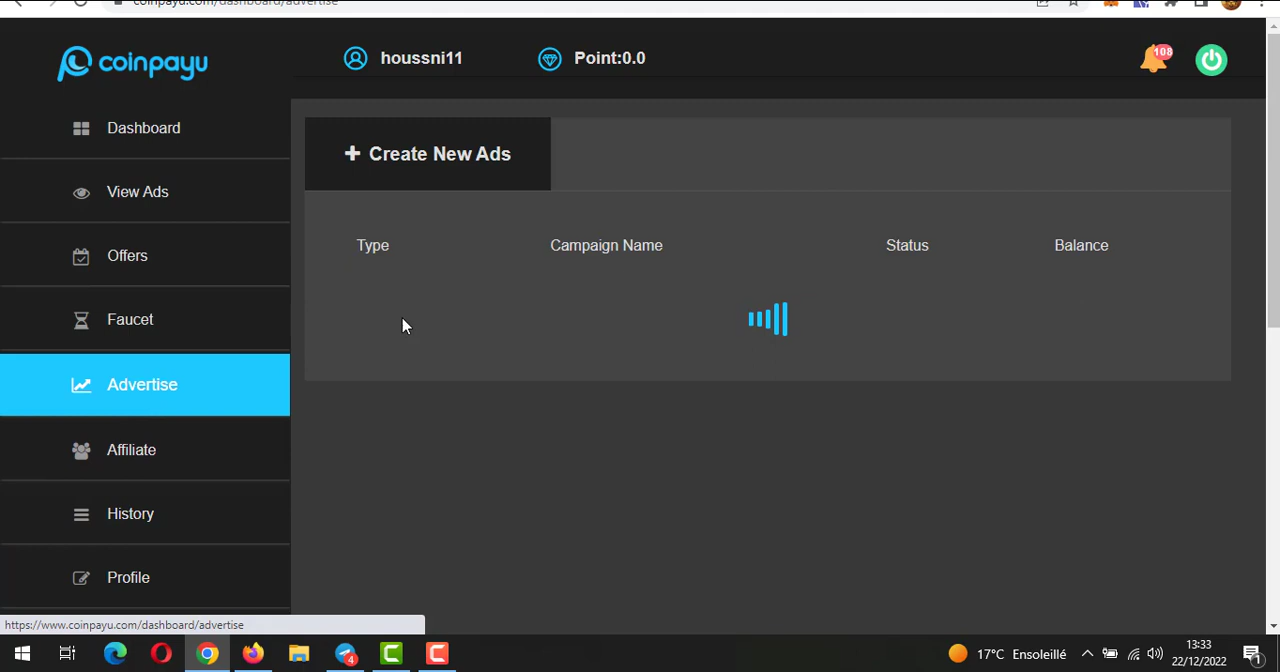 coinpayu.com/dashboard/advertise
coinpayu
houssni11
Point:0.0
108
Dashboard
View Ads
Offers
Faucet
Advertise
Affiliate
History
Profile
+ Create New Ads
Type Campaign Name Status Balance
https://www.coinpayu.com/dashboard/advertise
4
17°C Ensoleillé
13:33
22/12/2022
1